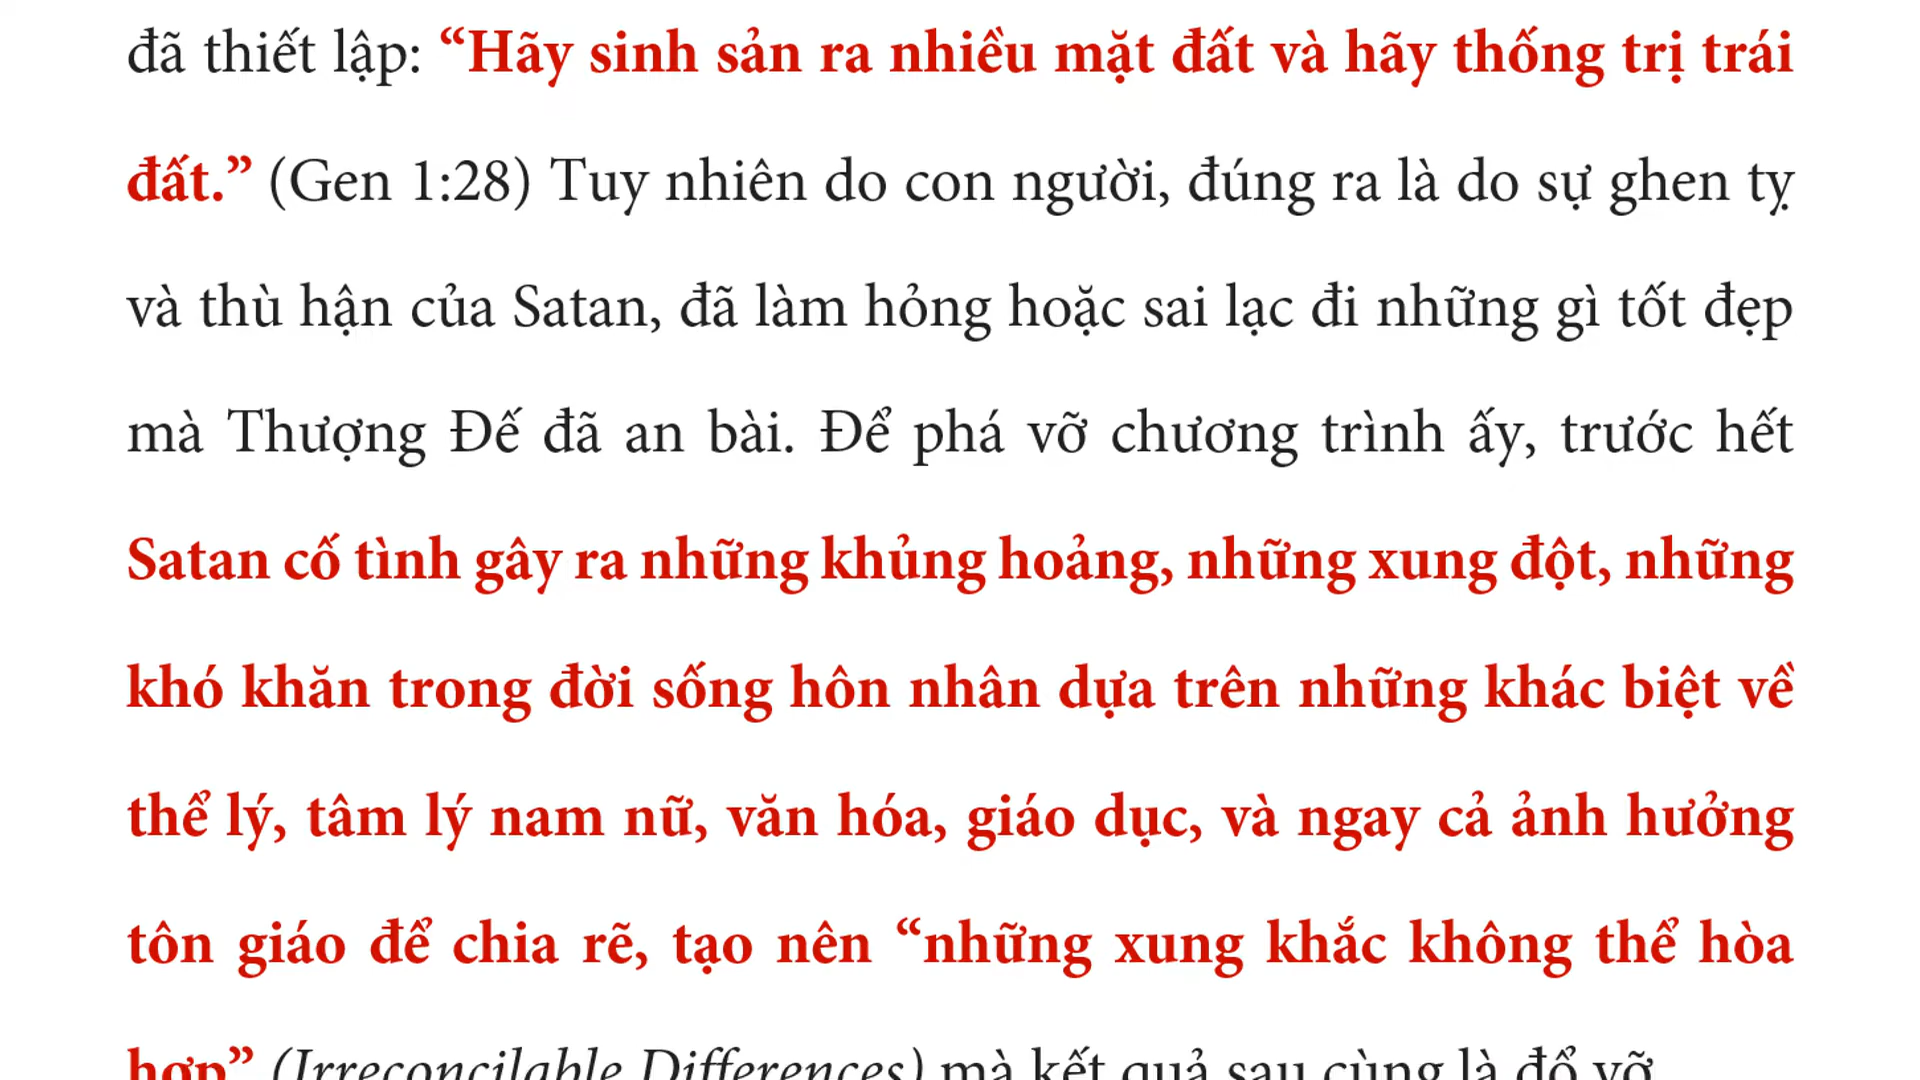 đã thiết lập: “Hãy sinh sản ra nhiều mặt đất và hãy thống trị trái
đất.” (Gen 1:28) Tuy nhiên do con người, đúng ra là do sự ghen tỵ
và thù hận của Satan, đã làm hỏng hoặc sai lạc đi những gì tốt đẹp
mà Thượng Đế đã an bài. Để phá vỡ chương trình ấy, trước hết
Satan cố tình gây ra những khủng hoảng, những xung đột, những
khó khăn trong đời sống hôn nhân dựa trên những khác biệt về
thể lý, tâm lý nam nữ, văn hóa, giáo dục, và ngay cả ảnh hưởng
tôn giáo để chia rẽ, tạo nên “những xung khắc không thể hòa
hợp” (Irreconcilable Differences) mà kết quả sau cùng là đổ vỡ